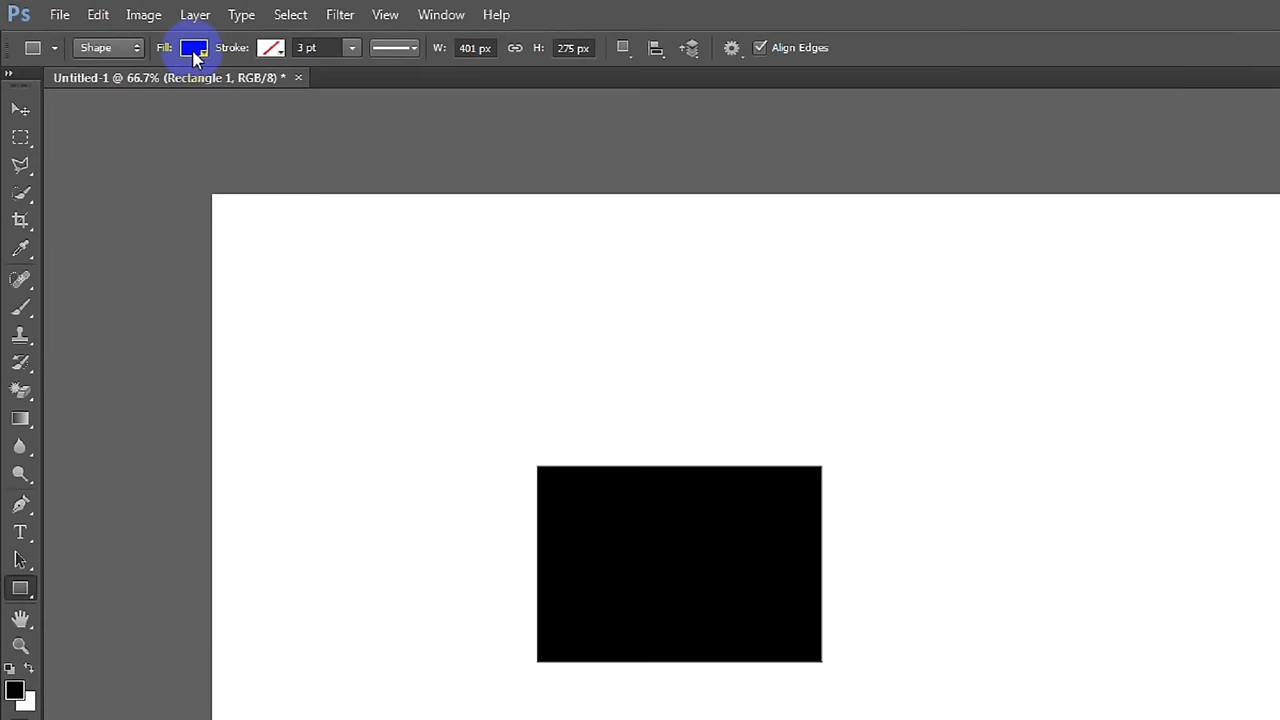 Ps File Edit Image Layer Type Select Filter View Window Help
Shape Fill: Stroke: 3 pt W: 401 px H: 275 px Align Edges
Untitled-1 @ 66.7% (Rectangle 1, RGB/8) * ×
T